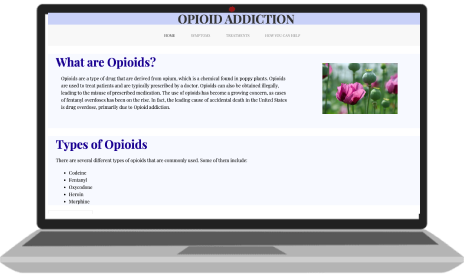 OPIOID ADDICTION
HOME SYMPTOMS TREATMENTS HOW YOU CAN HELP
What are Opioids?
Opioids are a type of drug that are derived from opium, which is a chemical found in poppy plants. Opioids
are used to treat patients and are typically prescribed by a doctor. Opioids can also be obtained illegally,
leading to the misuse of prescribed medication. The use of opioids has become a growing concern, as cases
of fentanyl overdoses has been on the rise. In fact, the leading cause of accidental death in the United States
is drug overdose, primarily due to Opioid addiction.
Types of Opioids
There are several different types of opioids that are commonly used. Some of them include:
• Codeine
• Fentanyl
• Oxycodone
• Heroin
• Morphine